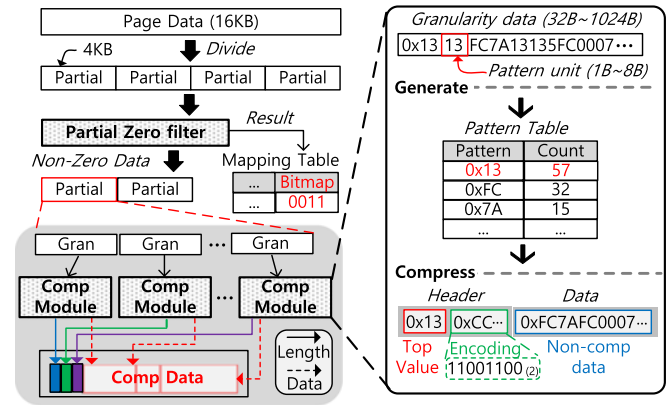 Page Data (16KB)
4KB
Divide
Partial Partial Partial Partial
Partial Zero filter
Result
Non-Zero Data
Mapping Table
Partial Partial
... Bitmap
... 0011
Gran Gran ... Gran
Comp Module
Comp Module
...
Comp Module
Comp Data
Length
Data
Granularity data (32B~1024B)
0x13 13 FC7A13135FC0007...
Pattern unit (1B~8B)
Generate
Pattern Table
Pattern Count
0x13 57
0xFC 32
0x7A 15
... ...
Compress
Header Data
0x13 0xCC... 0xFC7AFC0007...
Top Value
Encoding
11001100 (2)
Non-comp data